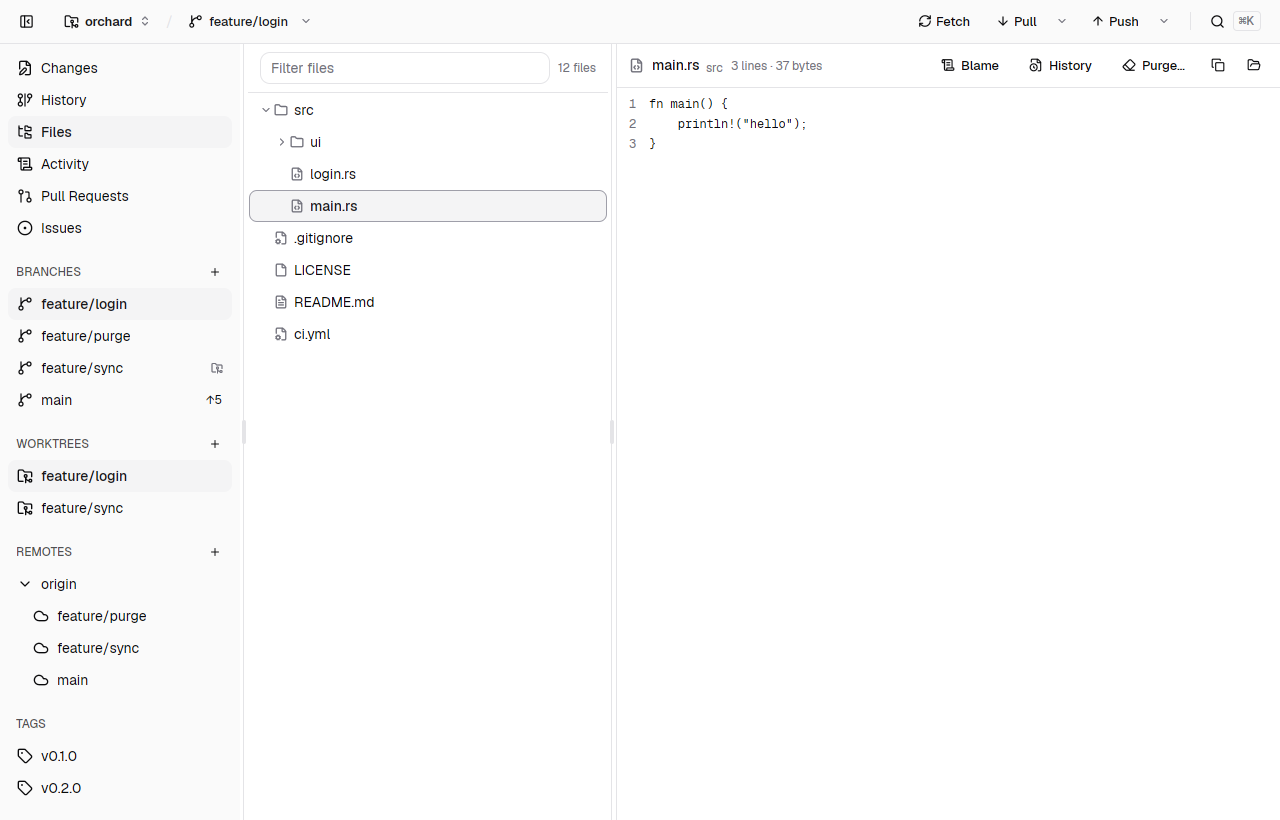 orchard / feature/login Fetch Pull Push ⌘K
Changes
History
Files
Activity
Pull Requests
Issues
BRANCHES
feature/login
feature/purge
feature/sync
main ↑5
WORKTREES
feature/login
feature/sync
REMOTES
origin
feature/purge
feature/sync
main
TAGS
v0.1.0
v0.2.0
Filter files 12 files
src
ui
login.rs
main.rs
.gitignore
LICENSE
README.md
ci.yml
main.rs src 3 lines · 37 bytes Blame History Purge...
1 fn main() {
2     println!("hello");
3 }